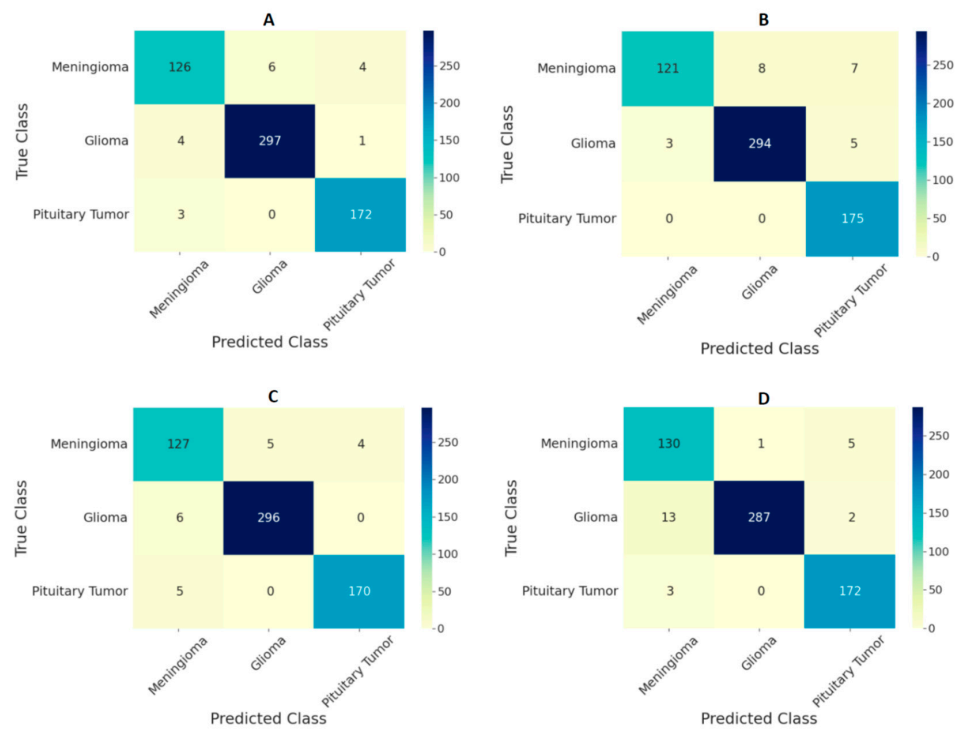 A
Meningioma 126 6 4
Glioma 4 297 1
Pituitary Tumor 3 0 172
250
200
150
100
50
0
Meningioma
Glioma
Pituitary Tumor
True Class
Predicted Class
B
Meningioma 121 8 7
Glioma 3 294 5
Pituitary Tumor 0 0 175
250
200
150
100
50
0
Meningioma
Glioma
Pituitary Tumor
True Class
Predicted Class
C
Meningioma 127 5 4
Glioma 6 296 0
Pituitary Tumor 5 0 170
250
200
150
100
50
0
Meningioma
Glioma
Pituitary Tumor
True Class
Predicted Class
D
Meningioma 130 1 5
Glioma 13 287 2
Pituitary Tumor 3 0 172
250
200
150
100
50
0
Meningioma
Glioma
Pituitary Tumor
True Class
Predicted Class